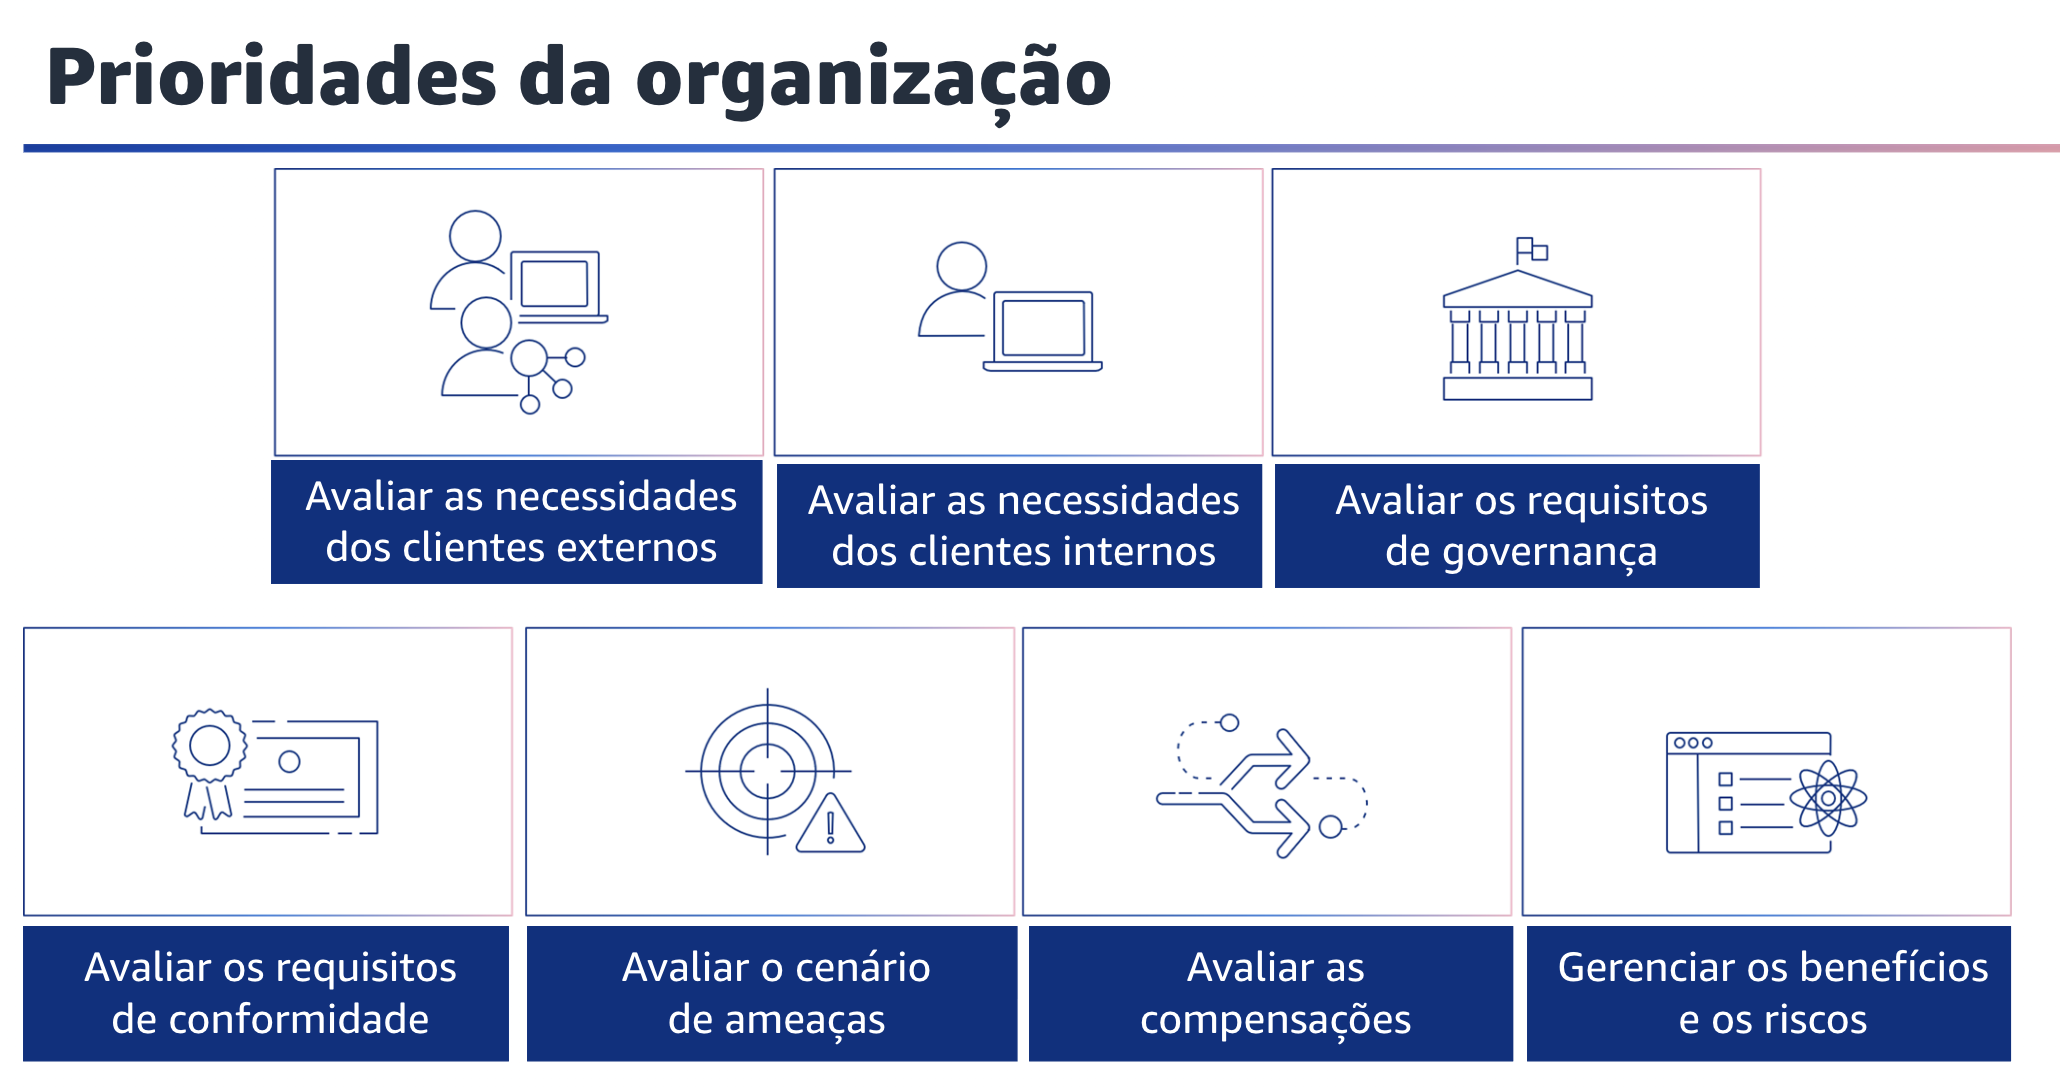 Prioridades da organização
Avaliar as necessidades
dos clientes externos
Avaliar as necessidades
dos clientes internos
Avaliar os requisitos
de governança
Avaliar os requisitos
de conformidade
Avaliar o cenário
de ameaças
Avaliar as
compensações
Gerenciar os benefícios
e os riscos